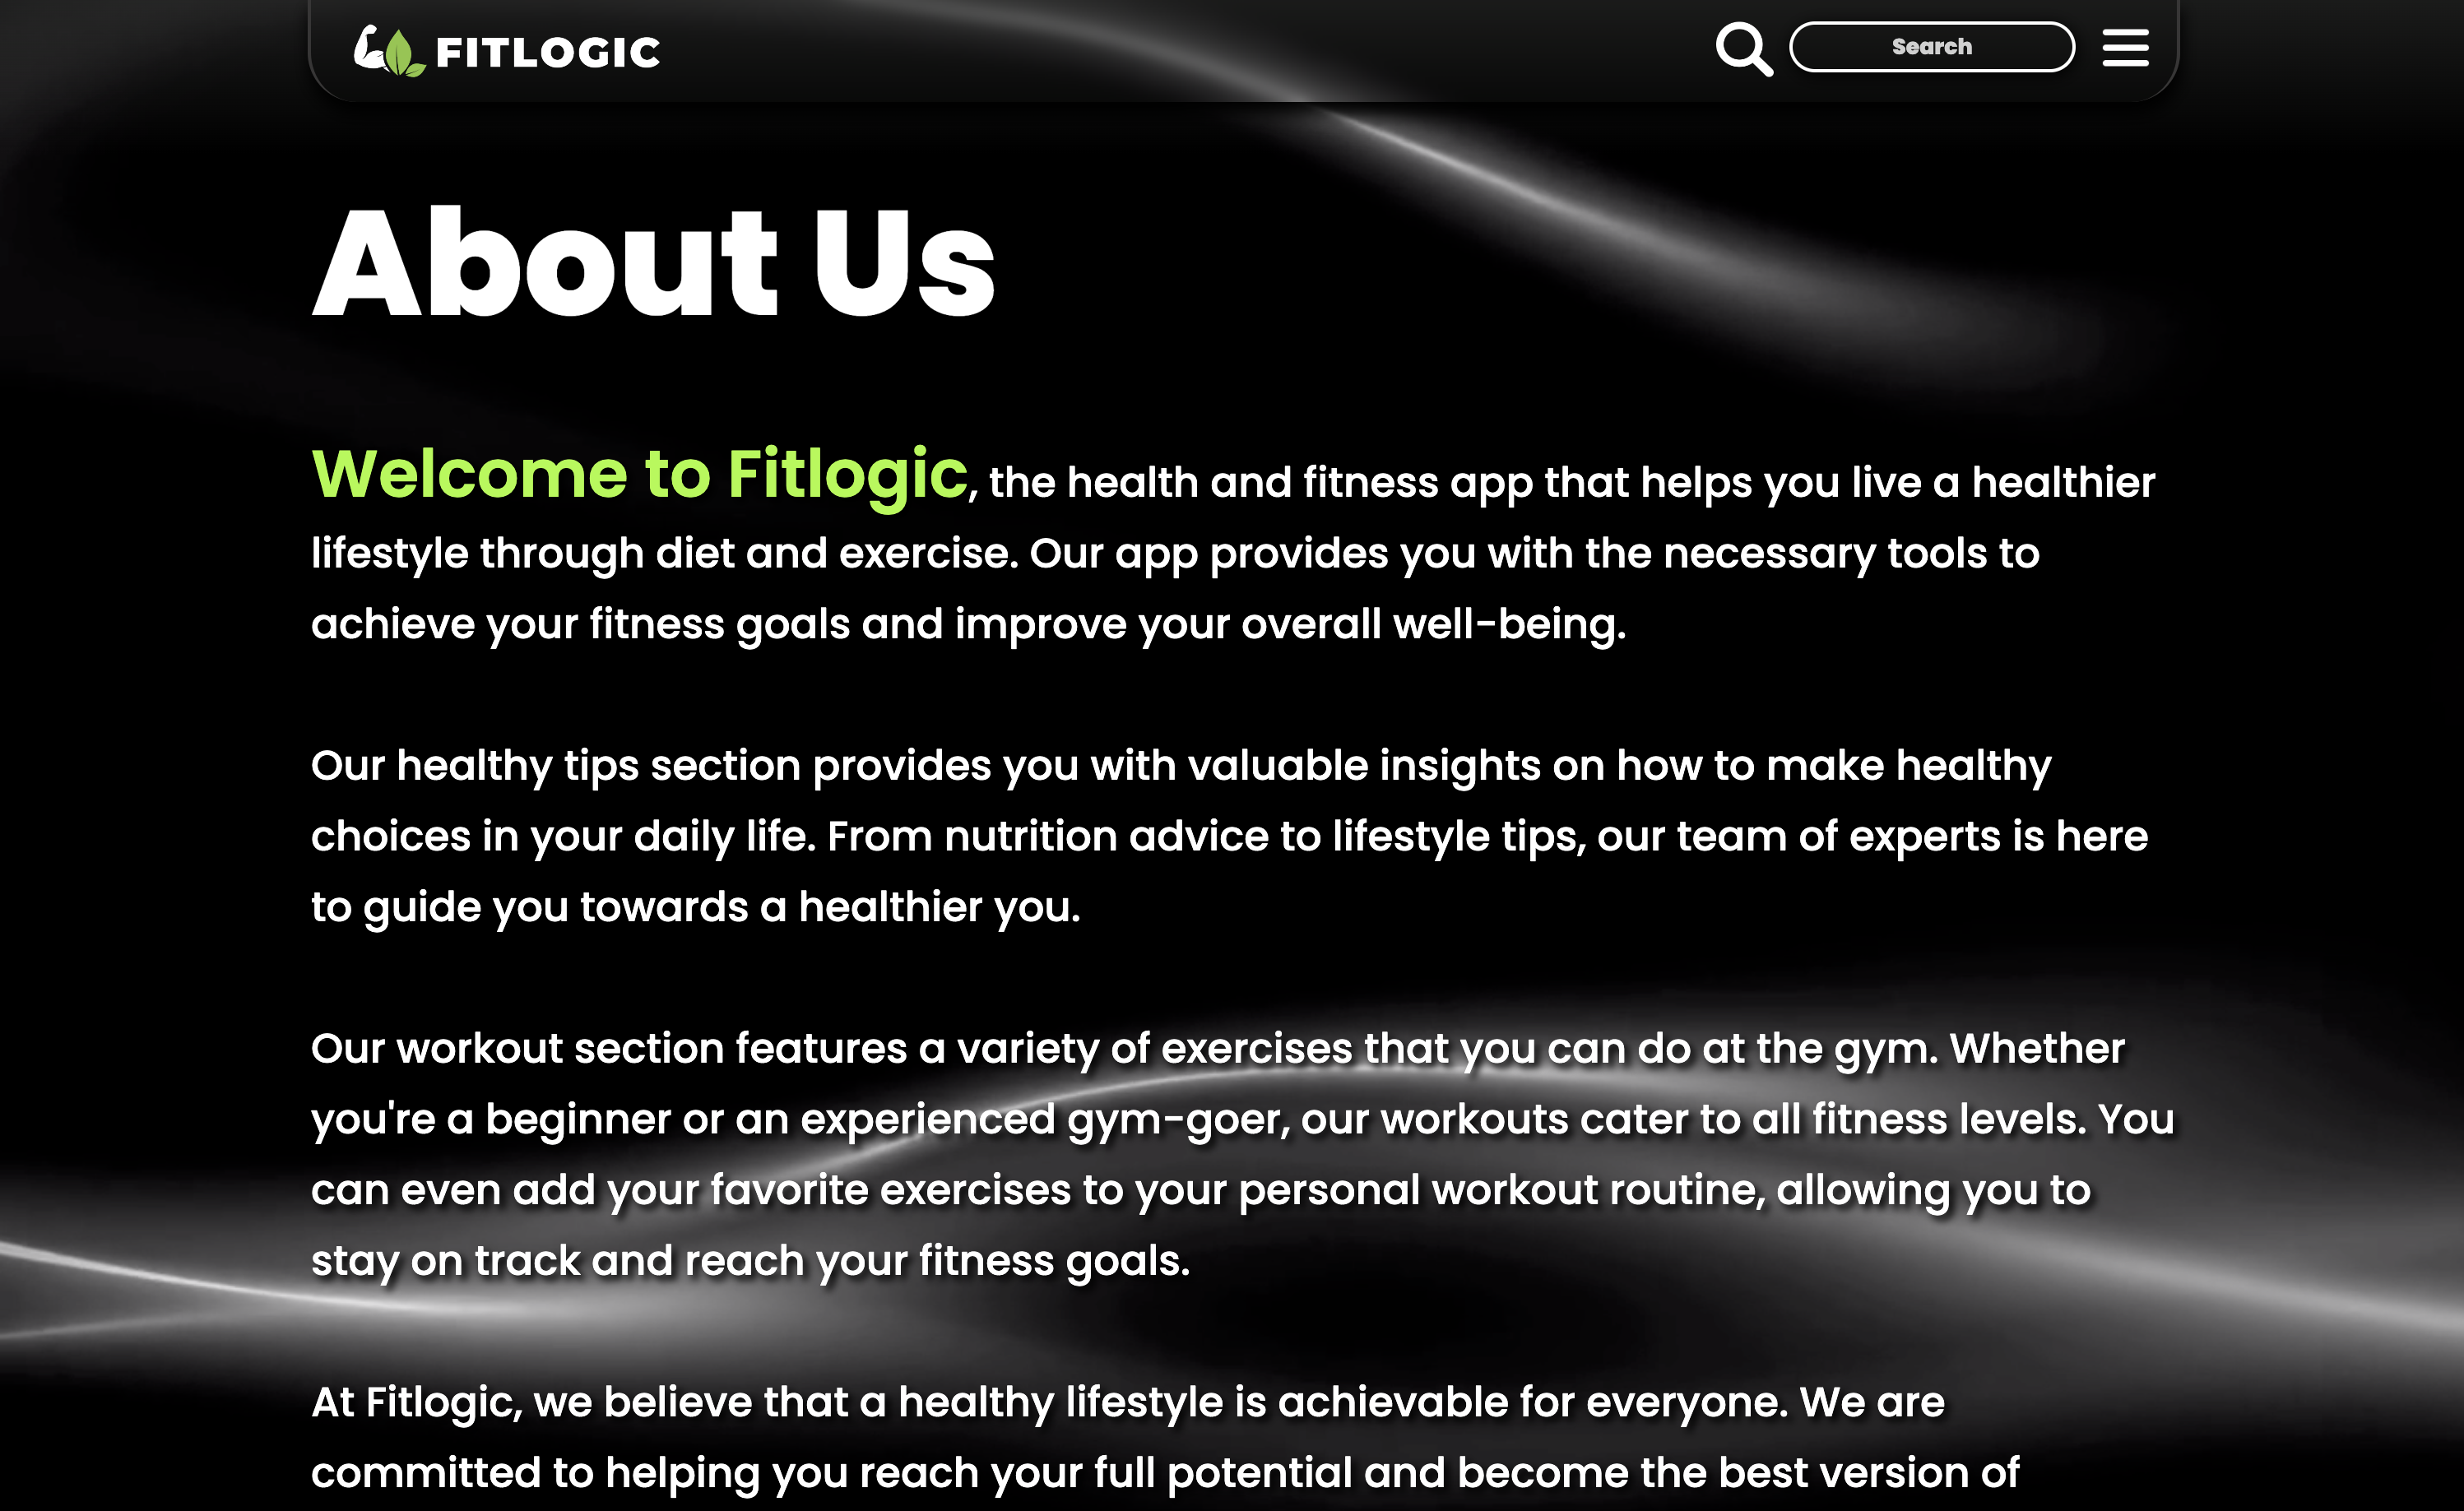 FITLOGIC
Search
About Us
Welcome to Fitlogic, the health and fitness app that helps you live a healthier
lifestyle through diet and exercise. Our app provides you with the necessary tools to
achieve your fitness goals and improve your overall well-being.
Our healthy tips section provides you with valuable insights on how to make healthy
choices in your daily life. From nutrition advice to lifestyle tips, our team of experts is here
to guide you towards a healthier you.
Our workout section features a variety of exercises that you can do at the gym. Whether
you're a beginner or an experienced gym-goer, our workouts cater to all fitness levels. You
can even add your favorite exercises to your personal workout routine, allowing you to
stay on track and reach your fitness goals.
At Fitlogic, we believe that a healthy lifestyle is achievable for everyone. We are
committed to helping you reach your full potential and become the best version of